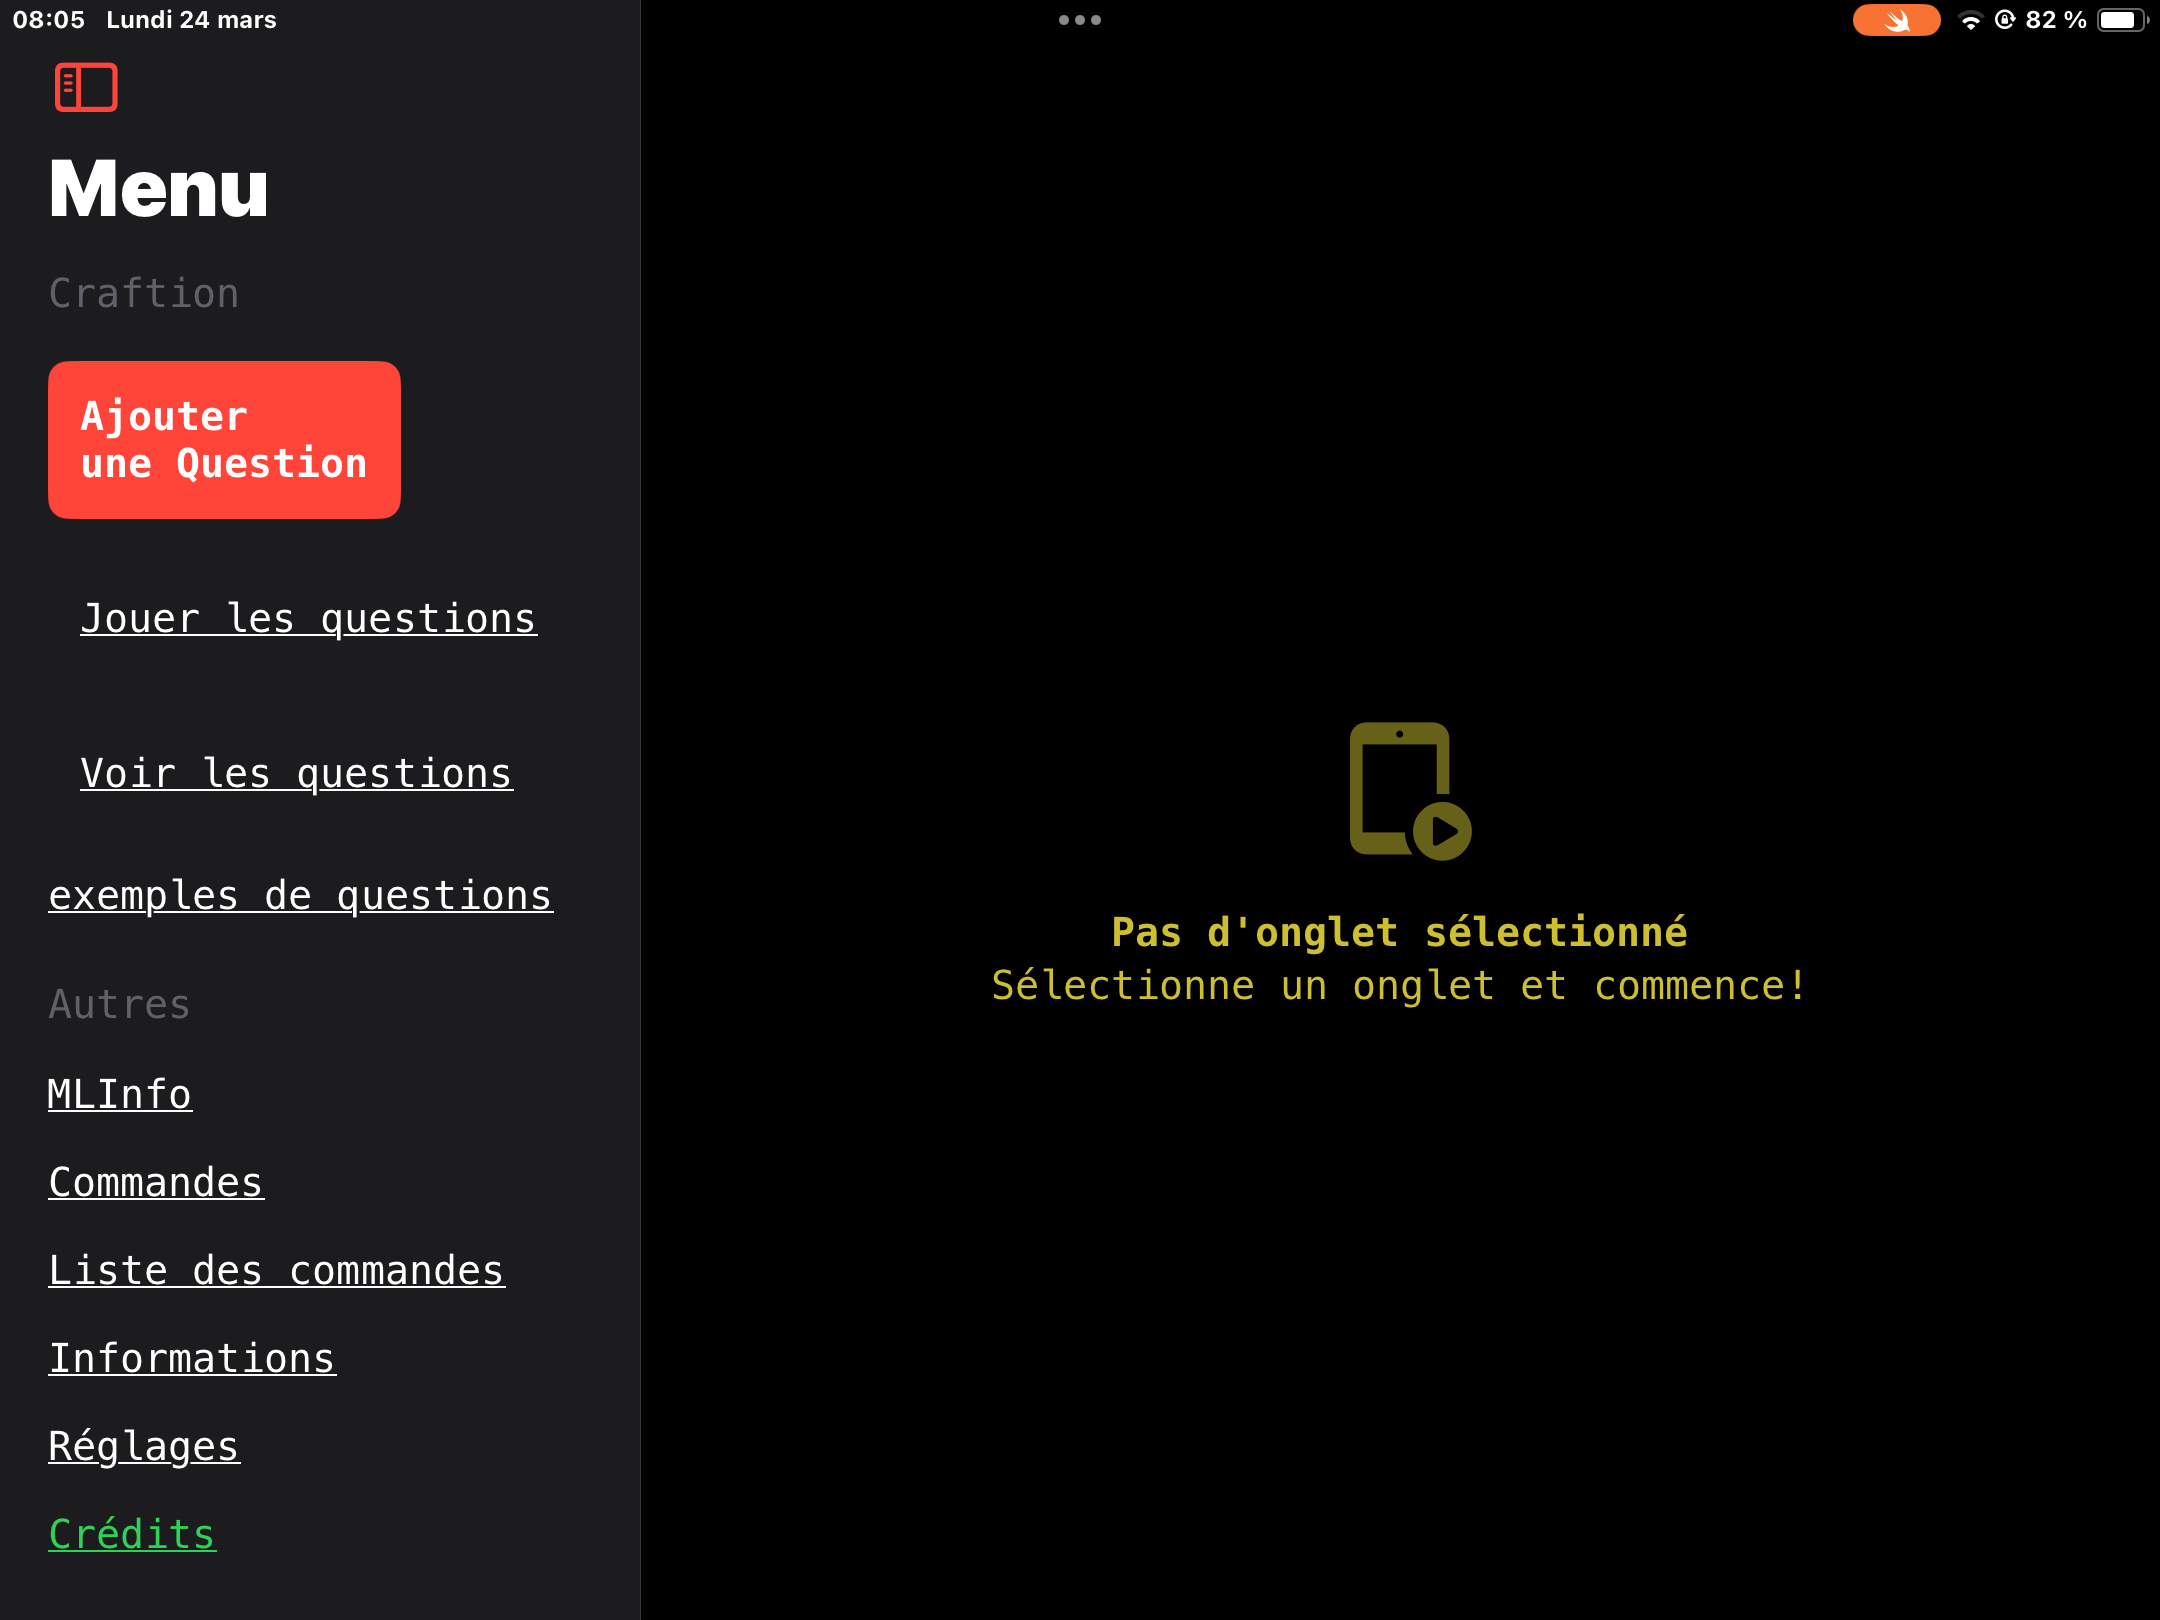 08:05 Lundi 24 mars
82 %
Menu
Craftion
Ajouter
une Question
Jouer les questions
Voir les questions
exemples de questions
Autres
MLInfo
Commandes
Liste des commandes
Informations
Réglages
Crédits
Pas d'onglet sélectionné
Sélectionne un onglet et commence!